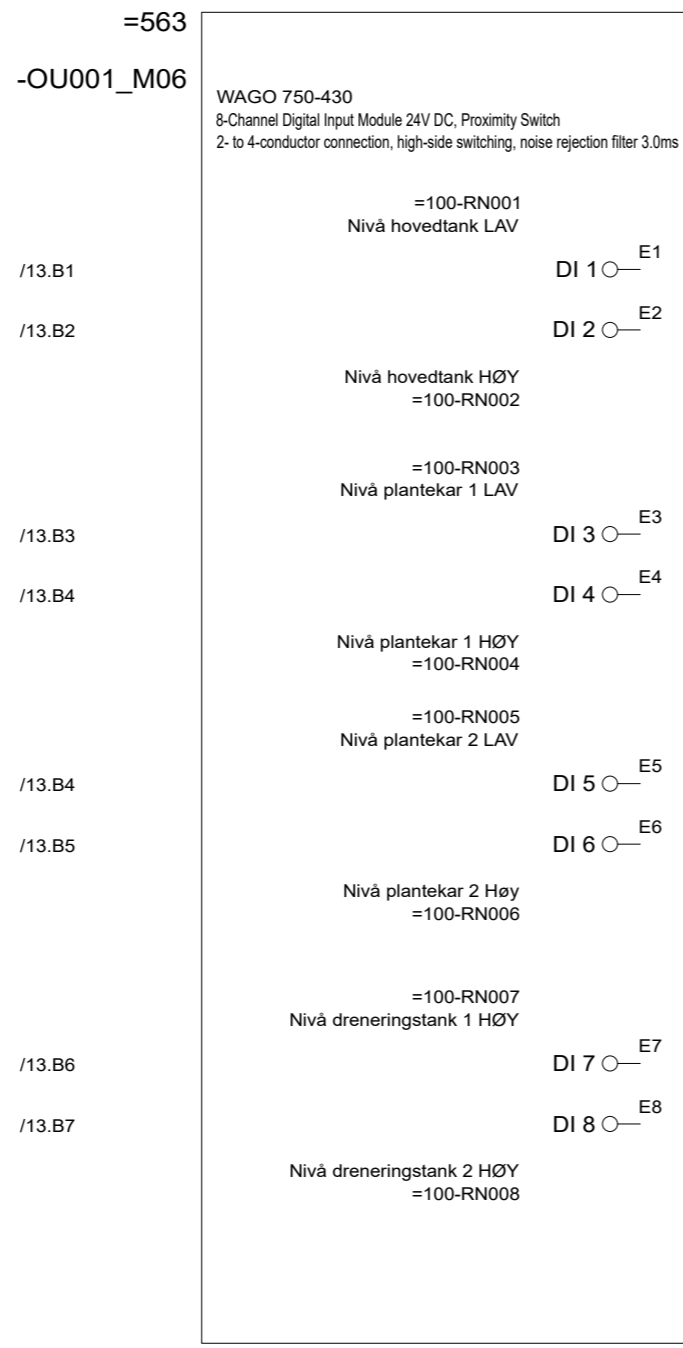 =563
-OU001_M06
WAGO 750-430
8-Channel Digital Input Module 24V DC, Proximity Switch
2- to 4-conductor connection, high-side switching, noise rejection filter 3.0ms
=100-RN001
Nivå hovedtank LAV
/13.B1 DI 1 E1
/13.B2 DI 2 E2
Nivå hovedtank HØY
=100-RN002
=100-RN003
Nivå plantekar 1 LAV
/13.B3 DI 3 E3
/13.B4 DI 4 E4
Nivå plantekar 1 HØY
=100-RN004
=100-RN005
Nivå plantekar 2 LAV
/13.B4 DI 5 E5
/13.B5 DI 6 E6
Nivå plantekar 2 Høy
=100-RN006
=100-RN007
Nivå dreneringstank 1 HØY
/13.B6 DI 7 E7
/13.B7 DI 8 E8
Nivå dreneringstank 2 HØY
=100-RN008